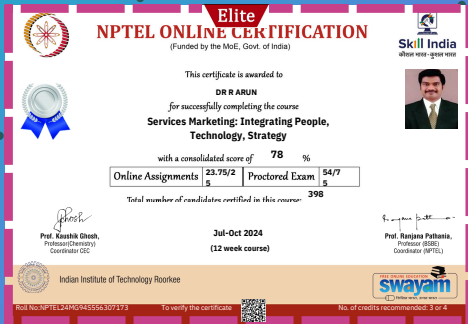 Elite
NPTEL ONLINE CERTIFICATION
(Funded by the MoE, Govt. of India)
Skill India
कौशल भारत - कुशल भारत
This certificate is awarded to
DR R ARUN
for successfully completing the course
Services Marketing: Integrating People,
Technology, Strategy
with a consolidated score of 78 %
Online Assignments 23.75/25 Proctored Exam 54/75
Total number of candidates certified in this course: 398
Prof. Kaushik Ghosh,
Professor(Chemistry)
Coordinator CEC
Jul-Oct 2024
(12 week course)
Prof. Ranjana Pathania,
Professor (BSBE)
Coordinator (NPTEL)
Indian Institute of Technology Roorkee
FREE ONLINE EDUCATION
swayam
Roll No:NPTEL24MG945556307173
To verify the certificate
No. of credits recommended: 3 or 4